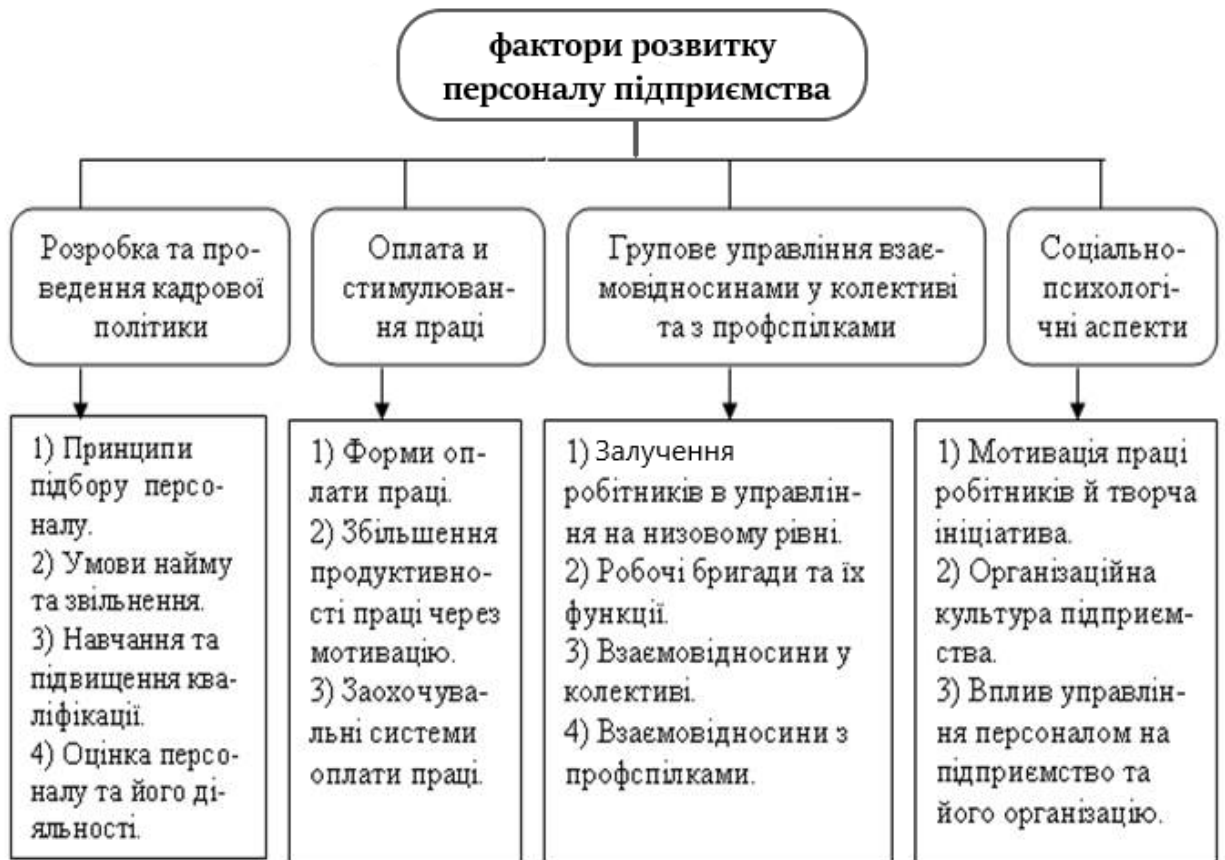 фактори розвитку
персоналу підприємства
Розробка та про-
ведення кадрової
політики
Оплата и
стимулюван-
ня праці
Групове управління взає-
мовідносинами у колективі
та з профспілками
Соціально-
психологі-
чні аспекти
1) Принципи
підбору персо-
налу.
2) Умови найму
та звільнення.
3) Навчання та
підвищення ква-
ліфікації.
4) Оцінка персо-
налу та його ді-
яльності.
1) Форми оп-
лати праці.
2) Збільшення
продуктивно-
сті праці через
мотивацію.
3) Заохочува-
льні системи
оплати праці.
1) Залучення
робітників в управлін-
ня на низовому рівні.
2) Робочі бригади та їх
функції.
3) Взаємовідносини у
колективі.
4) Взаємовідносини з
профспілками.
1) Мотивація праці
робітників й творча
ініціатива.
2) Організаційна
культура підприєм-
ства.
3) Вплив управлін-
ня персоналом на
підприємство та
його організацію.